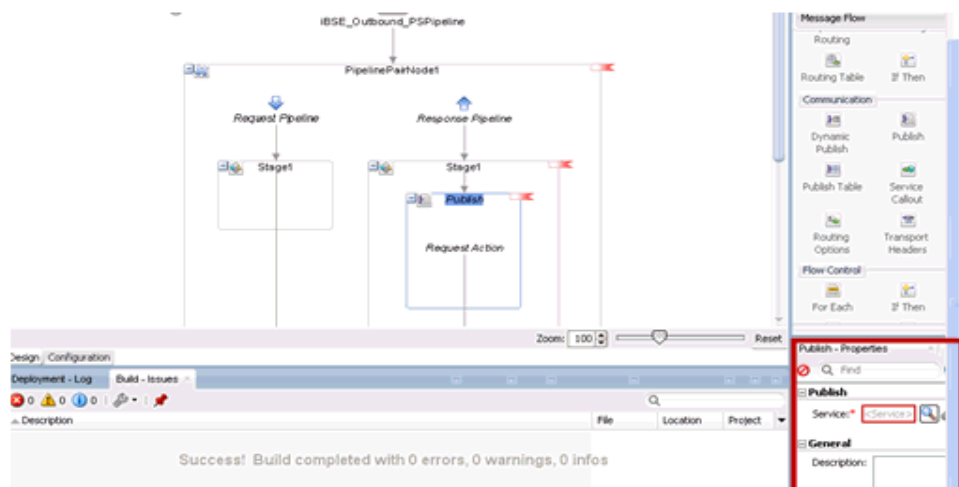 Message Flow
iBSE_Outbound_PSPipeline
Routing
Routing Table
If Then
PipelinePairNode1
Communication
Request Pipeline
Response Pipeline
Dynamic Publish
Publish
Stage1
Stage1
Publish Table
Service Callout
Publish
Routing Options
Transport Headers
Request Action
Flow Control
For Each
If Then
Zoom: 100
Reset
Design Configuration
Publish - Properties
Deployment - Log
Build - Issues
Find
0 0 0
Publish
Service:* <Service>
Description
File
Location
Project
General
Description:
Success! Build completed with 0 errors, 0 warnings, 0 infos